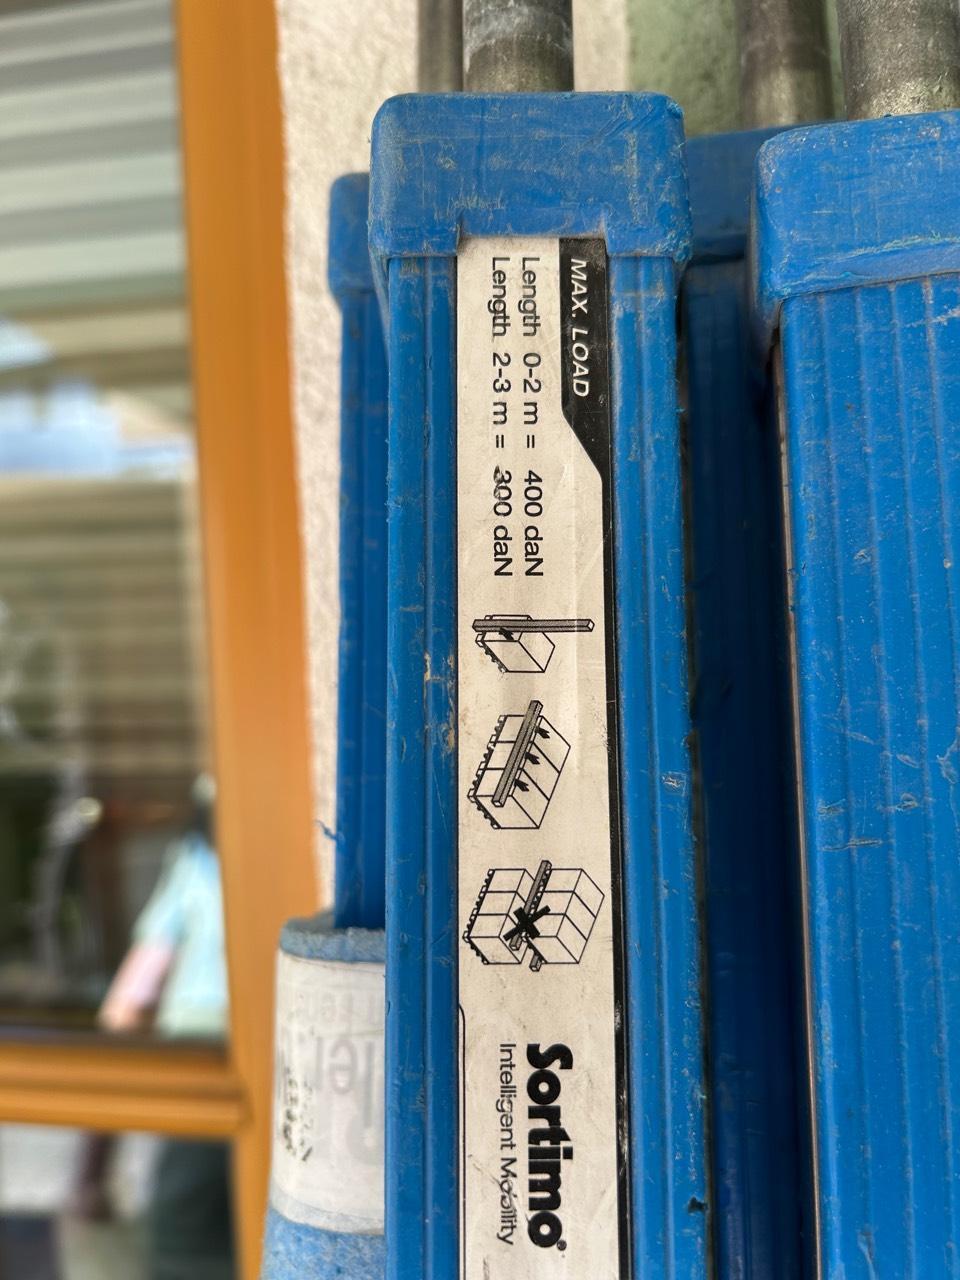 MAX. LOAD
Length 0-2 m = 400 daN
Length 2-3 m = 300 daN
Sortimo®
Intelligent Mobility